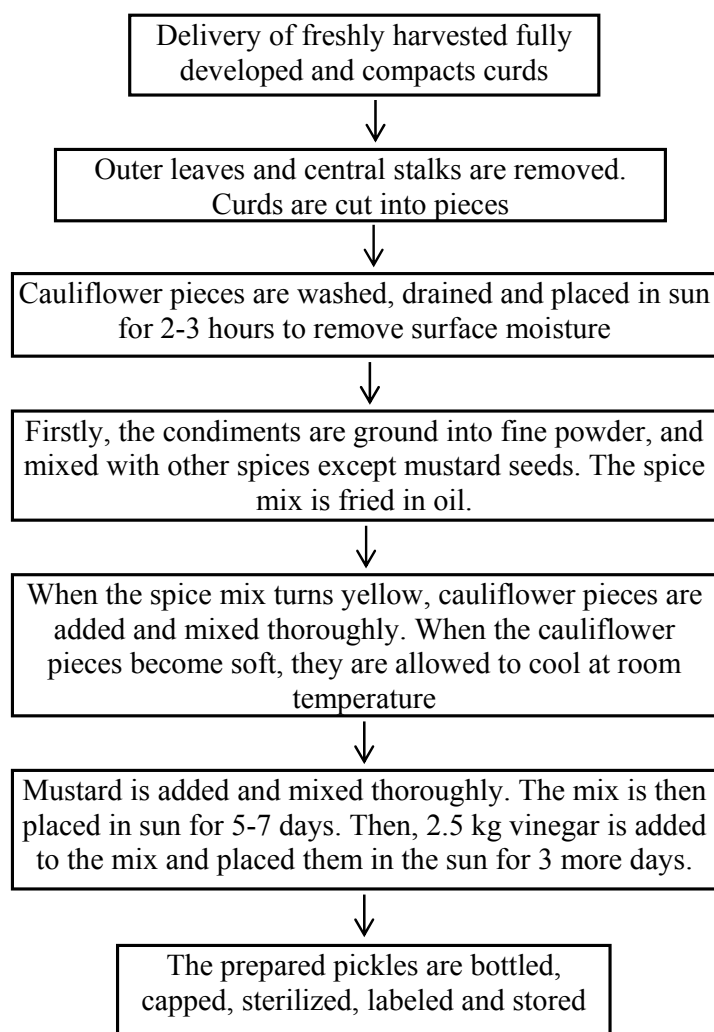 Delivery of freshly harvested fully
developed and compacts curds
Outer leaves and central stalks are removed.
Curds are cut into pieces
Cauliflower pieces are washed, drained and placed in sun
for 2-3 hours to remove surface moisture
Firstly, the condiments are ground into fine powder, and
mixed with other spices except mustard seeds. The spice
mix is fried in oil.
When the spice mix turns yellow, cauliflower pieces are
added and mixed thoroughly. When the cauliflower
pieces become soft, they are allowed to cool at room
temperature
Mustard is added and mixed thoroughly. The mix is then
placed in sun for 5-7 days. Then, 2.5 kg vinegar is added
to the mix and placed them in the sun for 3 more days.
The prepared pickles are bottled,
capped, sterilized, labeled and stored